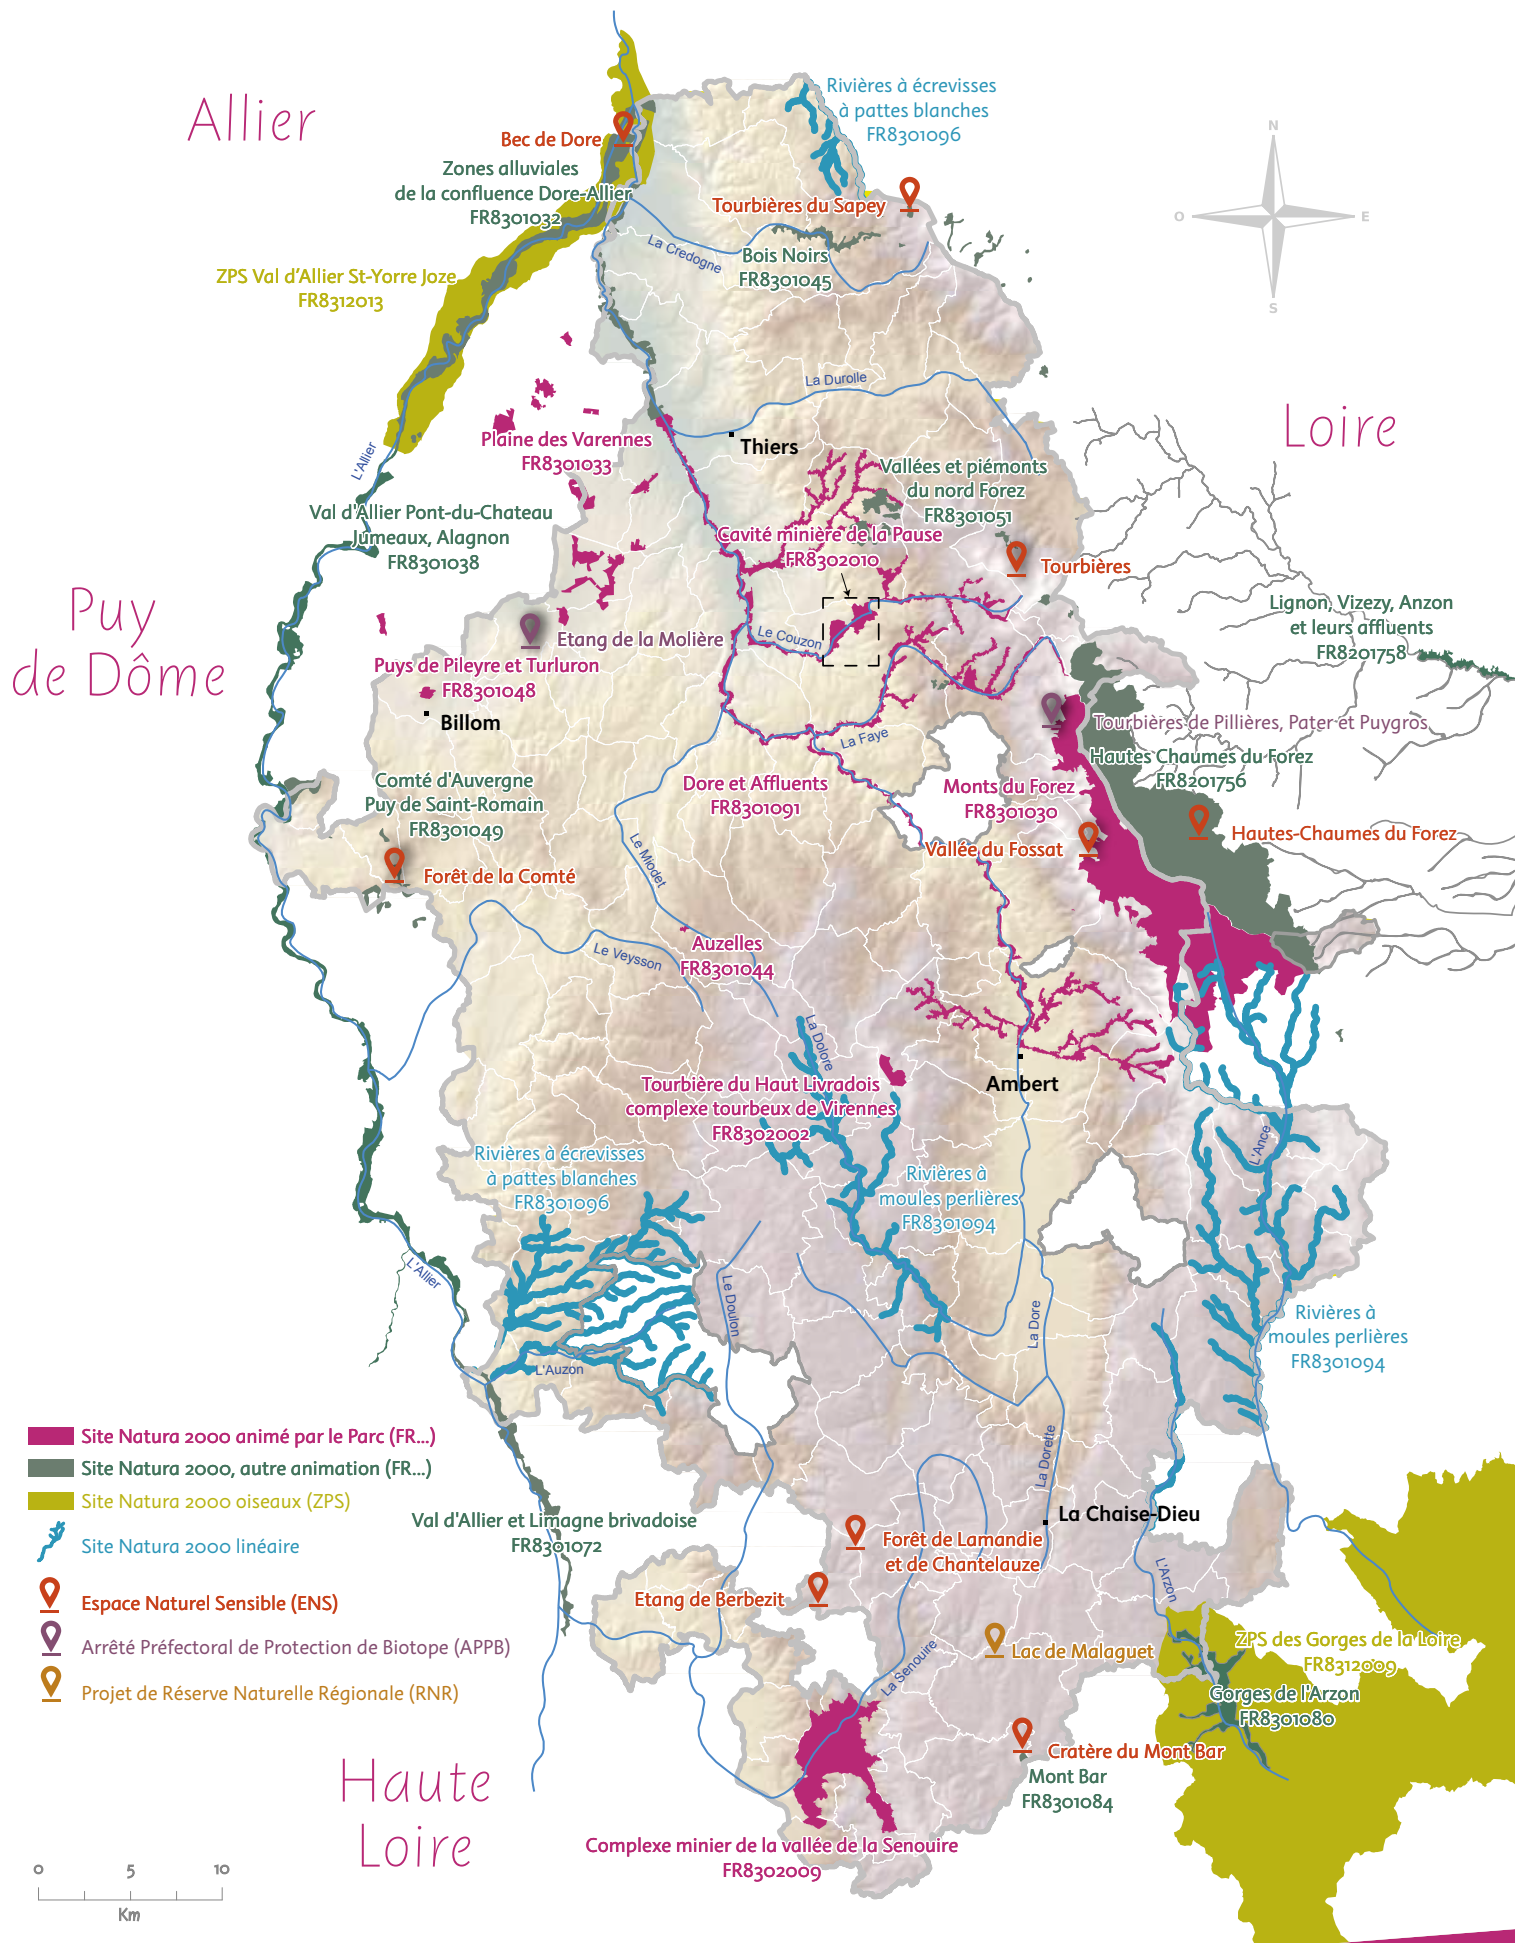 Allier
Rivières à écrevisses
à pattes blanches
FR8301096
N
O
E
S
Bec de Dore
Zones alluviales
de la confluence Dore-Allier
FR8301032
Tourbières du Sapey
La Credogne
Bois Noirs
FR8301045
ZPS Val d'Allier St-Yorre Joze
FR8312013
La Durolle
Loire
Thiers
Plaine des Varennes
FR8301033
L'Allier
Vallées et piémonts
du nord Forez
FR8301051
Val d'Allier Pont-du-Chateau
Jumeaux, Alagnon
FR8301038
Cavité minière de la Pause
FR8302010
Tourbières
Puy
de Dôme
Lignon, Vizezy, Anzon
et leurs affluents
FR8201758
Etang de la Molière
Le Couzon
Puys de Pileyre et Turluron
FR8301048
Billom
Tourbières de Pillières, Pater et Puygros
La Faye
Hautes Chaumes du Forez
FR8201756
Comté d'Auvergne
Puy de Saint-Romain
FR8301049
Dore et Affluents
FR8301091
Monts du Forez
FR8301030
Hautes-Chaumes du Forez
Vallée du Fossat
Le Miodet
Forêt de la Comté
Auzelles
FR8301044
Le Veysson
La Dolore
Tourbière du Haut Livradois
complexe tourbeux de Virennes
FR8302002
Ambert
L'Ance
Rivières à écrevisses
à pattes blanches
FR8301096
Rivières à
moules perlières
FR8301094
L'Allier
Le Doulon
La Dore
Rivières à
moules perlières
FR8301094
L'Auzon
Site Natura 2000 animé par le Parc (FR...)
Site Natura 2000, autre animation (FR...)
Site Natura 2000 oiseaux (ZPS)
Site Natura 2000 linéaire
Espace Naturel Sensible (ENS)
Arrêté Préfectoral de Protection de Biotope (APPB)
Projet de Réserve Naturelle Régionale (RNR)
La Dorette
Val d'Allier et Limagne brivadoise
FR8301072
La Chaise-Dieu
Forêt de Lamandie
et de Chantelauze
L'Arzon
Etang de Berbezit
Lac de Malaguet
La Senouire
ZPS des Gorges de la Loire
FR8312009
Gorges de l'Arzon
FR8301080
Cratère du Mont Bar
Mont Bar
FR8301084
Haute
Loire
Complexe minier de la vallée de la Senouire
FR8302009
0 5 10
Km